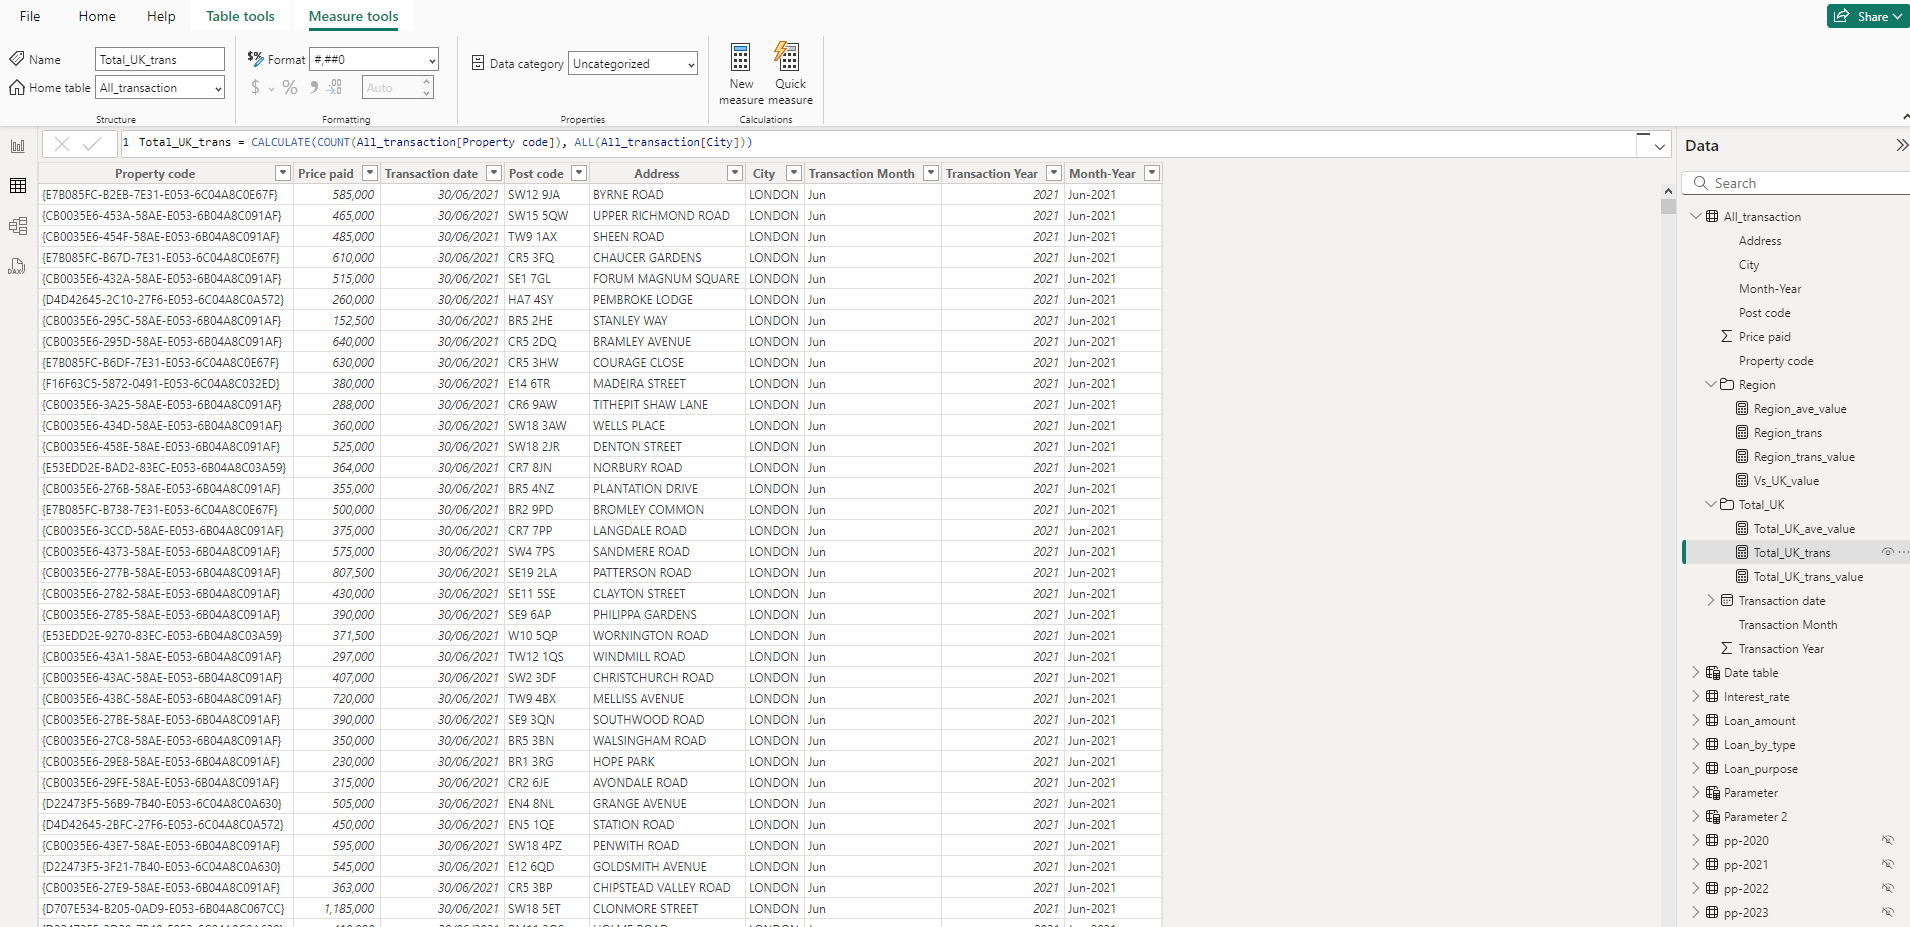 File Home Help Table tools Measure tools Share
Name Total_UK_trans $% Format #,##0 Data category Uncategorized New measure Quick measure
Home table All_transaction $ % Auto
Structure Formatting Properties Calculations
1 Total_UK_trans = CALCULATE(COUNT(All_transaction[Property code]), ALL(All_transaction[City]))
Property code Price paid Transaction date Post code Address City Transaction Month Transaction Year Month-Year
{E7B085FC-B2EB-7E31-E053-6C04A8C0E67F} 585,000 30/06/2021 SW12 9JA BYRNE ROAD LONDON Jun 2021 Jun-2021
{CB0035E6-453A-58AE-E053-6B04A8C091AF} 465,000 30/06/2021 SW15 5QW UPPER RICHMOND ROAD LONDON Jun 2021 Jun-2021
{CB0035E6-454F-58AE-E053-6B04A8C091AF} 485,000 30/06/2021 TW9 1AX SHEEN ROAD LONDON Jun 2021 Jun-2021
{E7B085FC-B67D-7E31-E053-6C04A8C0E67F} 610,000 30/06/2021 CR5 3FQ CHAUCER GARDENS LONDON Jun 2021 Jun-2021
{CB0035E6-432A-58AE-E053-6B04A8C091AF} 515,000 30/06/2021 SE1 7GL FORUM MAGNUM SQUARE LONDON Jun 2021 Jun-2021
{D4D42645-2C10-27F6-E053-6C04A8C0A572} 260,000 30/06/2021 HA7 4SY PEMBROKE LODGE LONDON Jun 2021 Jun-2021
{CB0035E6-295C-58AE-E053-6B04A8C091AF} 152,500 30/06/2021 BR5 2HE STANLEY WAY LONDON Jun 2021 Jun-2021
{CB0035E6-295D-58AE-E053-6B04A8C091AF} 640,000 30/06/2021 CR5 2DQ BRAMLEY AVENUE LONDON Jun 2021 Jun-2021
{E7B085FC-B6DF-7E31-E053-6C04A8C0E67F} 630,000 30/06/2021 CR5 3HW COURAGE CLOSE LONDON Jun 2021 Jun-2021
{F16F63C5-5872-0491-E053-6C04A8C032ED} 380,000 30/06/2021 E14 6TR MADEIRA STREET LONDON Jun 2021 Jun-2021
{CB0035E6-3A25-58AE-E053-6B04A8C091AF} 288,000 30/06/2021 CR6 9AW TITHEPIT SHAW LANE LONDON Jun 2021 Jun-2021
{CB0035E6-434D-58AE-E053-6B04A8C091AF} 360,000 30/06/2021 SW18 3AW WELLS PLACE LONDON Jun 2021 Jun-2021
{CB0035E6-458E-58AE-E053-6B04A8C091AF} 525,000 30/06/2021 SW18 2JR DENTON STREET LONDON Jun 2021 Jun-2021
{E53EDD2E-BAD2-83EC-E053-6B04A8C03A59} 364,000 30/06/2021 CR7 8JN NORBURY ROAD LONDON Jun 2021 Jun-2021
{CB0035E6-276B-58AE-E053-6B04A8C091AF} 355,000 30/06/2021 BR5 4NZ PLANTATION DRIVE LONDON Jun 2021 Jun-2021
{E7B085FC-B738-7E31-E053-6C04A8C0E67F} 500,000 30/06/2021 BR2 9PD BROMLEY COMMON LONDON Jun 2021 Jun-2021
{CB0035E6-3CCD-58AE-E053-6B04A8C091AF} 375,000 30/06/2021 CR7 7PP LANGDALE ROAD LONDON Jun 2021 Jun-2021
{CB0035E6-4373-58AE-E053-6B04A8C091AF} 575,000 30/06/2021 SW4 7PS SANDMERE ROAD LONDON Jun 2021 Jun-2021
{CB0035E6-277B-58AE-E053-6B04A8C091AF} 807,500 30/06/2021 SE19 2LA PATTERSON ROAD LONDON Jun 2021 Jun-2021
{CB0035E6-2782-58AE-E053-6B04A8C091AF} 430,000 30/06/2021 SE11 5SE CLAYTON STREET LONDON Jun 2021 Jun-2021
{CB0035E6-2785-58AE-E053-6B04A8C091AF} 390,000 30/06/2021 SE9 6AP PHILIPPA GARDENS LONDON Jun 2021 Jun-2021
{E53EDD2E-9270-83EC-E053-6B04A8C03A59} 371,500 30/06/2021 W10 5QP WORNINGTON ROAD LONDON Jun 2021 Jun-2021
{CB0035E6-43A1-58AE-E053-6B04A8C091AF} 297,000 30/06/2021 TW12 1QS WINDMILL ROAD LONDON Jun 2021 Jun-2021
{CB0035E6-43AC-58AE-E053-6B04A8C091AF} 407,000 30/06/2021 SW2 3DF CHRISTCHURCH ROAD LONDON Jun 2021 Jun-2021
{CB0035E6-43BC-58AE-E053-6B04A8C091AF} 720,000 30/06/2021 TW9 4BX MELLISS AVENUE LONDON Jun 2021 Jun-2021
{CB0035E6-27BE-58AE-E053-6B04A8C091AF} 390,000 30/06/2021 SE9 3QN SOUTHWOOD ROAD LONDON Jun 2021 Jun-2021
{CB0035E6-27C8-58AE-E053-6B04A8C091AF} 350,000 30/06/2021 BR5 3BN WALSINGHAM ROAD LONDON Jun 2021 Jun-2021
{CB0035E6-29E8-58AE-E053-6B04A8C091AF} 230,000 30/06/2021 BR1 3RG HOPE PARK LONDON Jun 2021 Jun-2021
{CB0035E6-29FE-58AE-E053-6B04A8C091AF} 315,000 30/06/2021 CR2 6JE AVONDALE ROAD LONDON Jun 2021 Jun-2021
{D22473F5-56B9-7B40-E053-6C04A8C0A630} 505,000 30/06/2021 EN4 8NL GRANGE AVENUE LONDON Jun 2021 Jun-2021
{D4D42645-2BFC-27F6-E053-6C04A8C0A572} 450,000 30/06/2021 EN5 1QE STATION ROAD LONDON Jun 2021 Jun-2021
{CB0035E6-43E7-58AE-E053-6B04A8C091AF} 595,000 30/06/2021 SW18 4PZ PENWITH ROAD LONDON Jun 2021 Jun-2021
{D22473F5-3F21-7B40-E053-6C04A8C0A630} 545,000 30/06/2021 E12 6QD GOLDSMITH AVENUE LONDON Jun 2021 Jun-2021
{CB0035E6-27E9-58AE-E053-6B04A8C091AF} 363,000 30/06/2021 CR5 3BP CHIPSTEAD VALLEY ROAD LONDON Jun 2021 Jun-2021
{D707E534-B205-0AD9-E053-6B04A8C067CC} 1,185,000 30/06/2021 SW18 5ET CLONMORE STREET LONDON Jun 2021 Jun-2021
Data
Search
All_transaction
Address
City
Month-Year
Post code
Price paid
Property code
Region
Region_ave_value
Region_trans
Region_trans_value
Vs_UK_value
Total_UK
Total_UK_ave_value
Total_UK_trans
Total_UK_trans_value
Transaction date
Transaction Month
Transaction Year
Date table
Interest_rate
Loan_amount
Loan_by_type
Loan_purpose
Parameter
Parameter 2
pp-2020
pp-2021
pp-2022
pp-2023